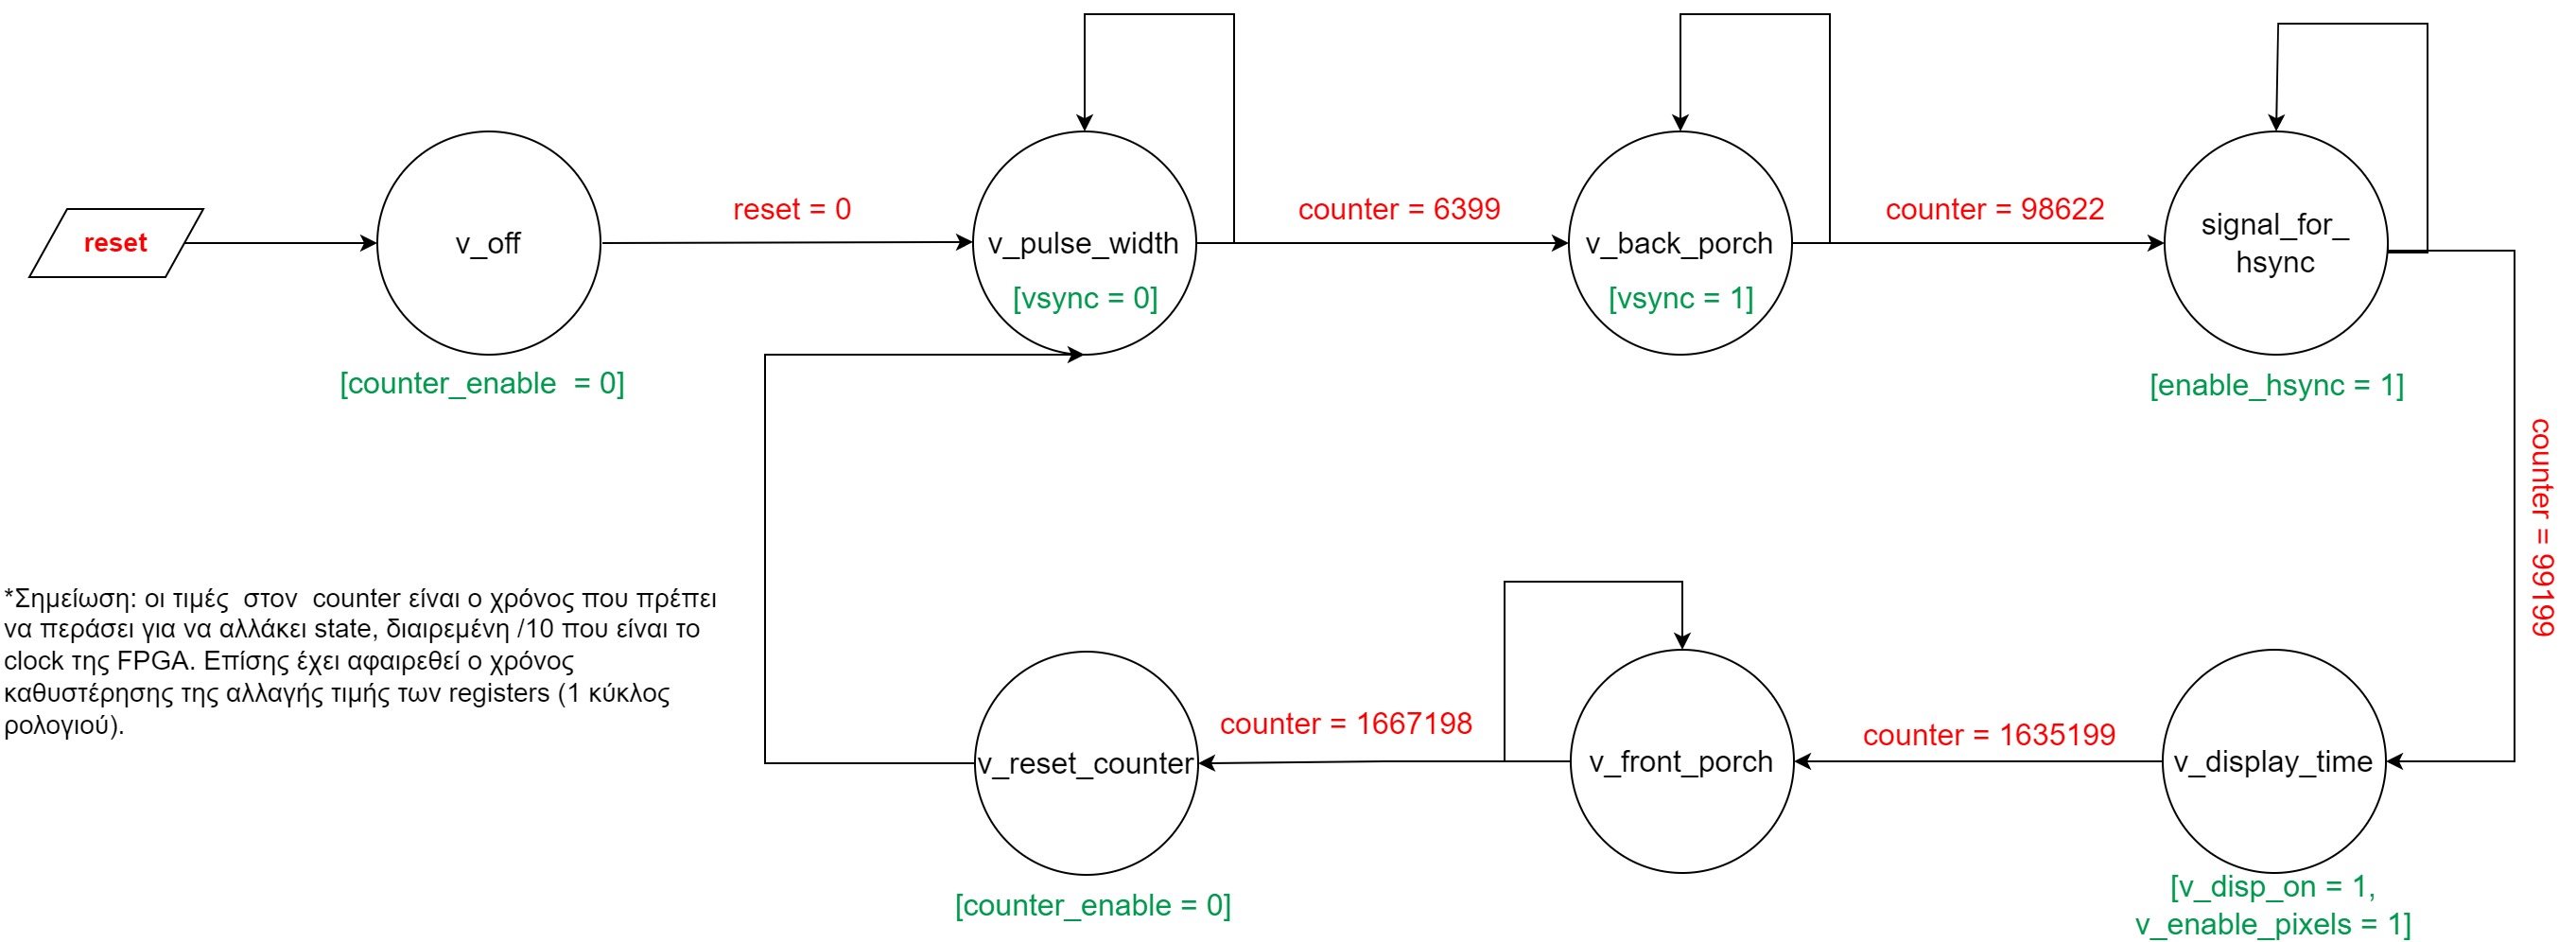 reset
v_off
[counter_enable  = 0]
reset = 0
v_pulse_width
[vsync = 0]
counter = 6399
v_back_porch
[vsync = 1]
counter = 98622
signal_for_
hsync
[enable_hsync = 1]
counter = 99199
v_display_time
[v_disp_on = 1,
v_enable_pixels = 1]
counter = 1635199
v_front_porch
counter = 1667198
v_reset_counter
[counter_enable = 0]
*Σημείωση: οι τιμές  στον  counter είναι ο χρόνος που πρέπει
να περάσει για να αλλάκει state, διαιρεμένη /10 που είναι το
clock της FPGA. Επίσης έχει αφαιρεθεί ο χρόνος
καθυστέρησης της αλλαγής τιμής των registers (1 κύκλος
ρολογιού).